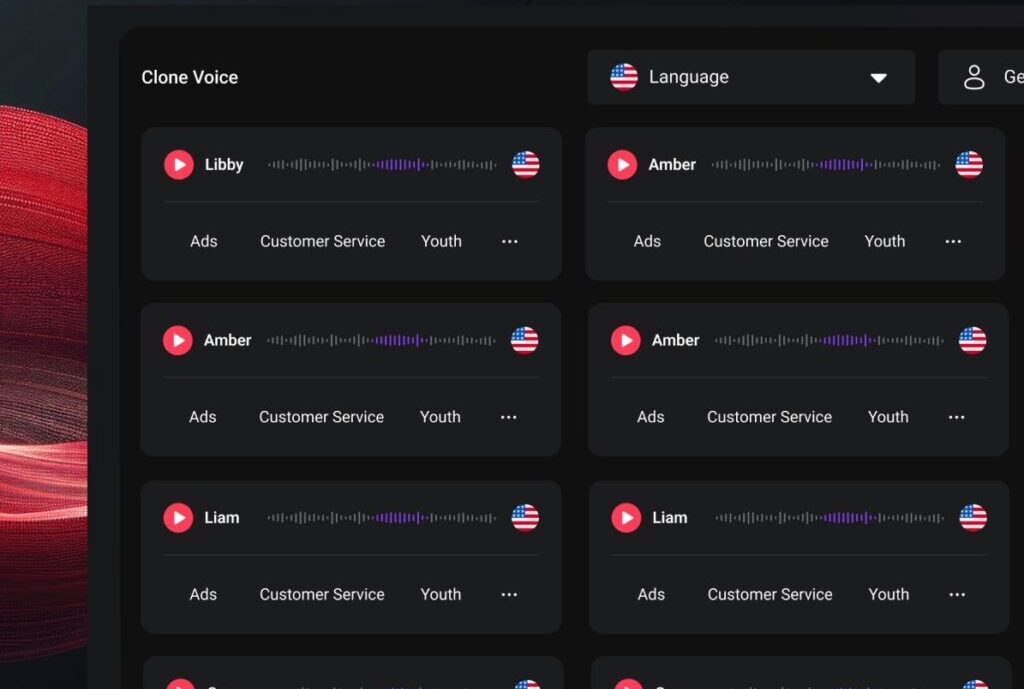 Clone Voice
Language
Ge
Libby
Amber
Ads Customer Service Youth ...
Ads Customer Service Youth ...
Amber
Amber
Ads Customer Service Youth ...
Ads Customer Service Youth ...
Liam
Liam
Ads Customer Service Youth ...
Ads Customer Service Youth ...